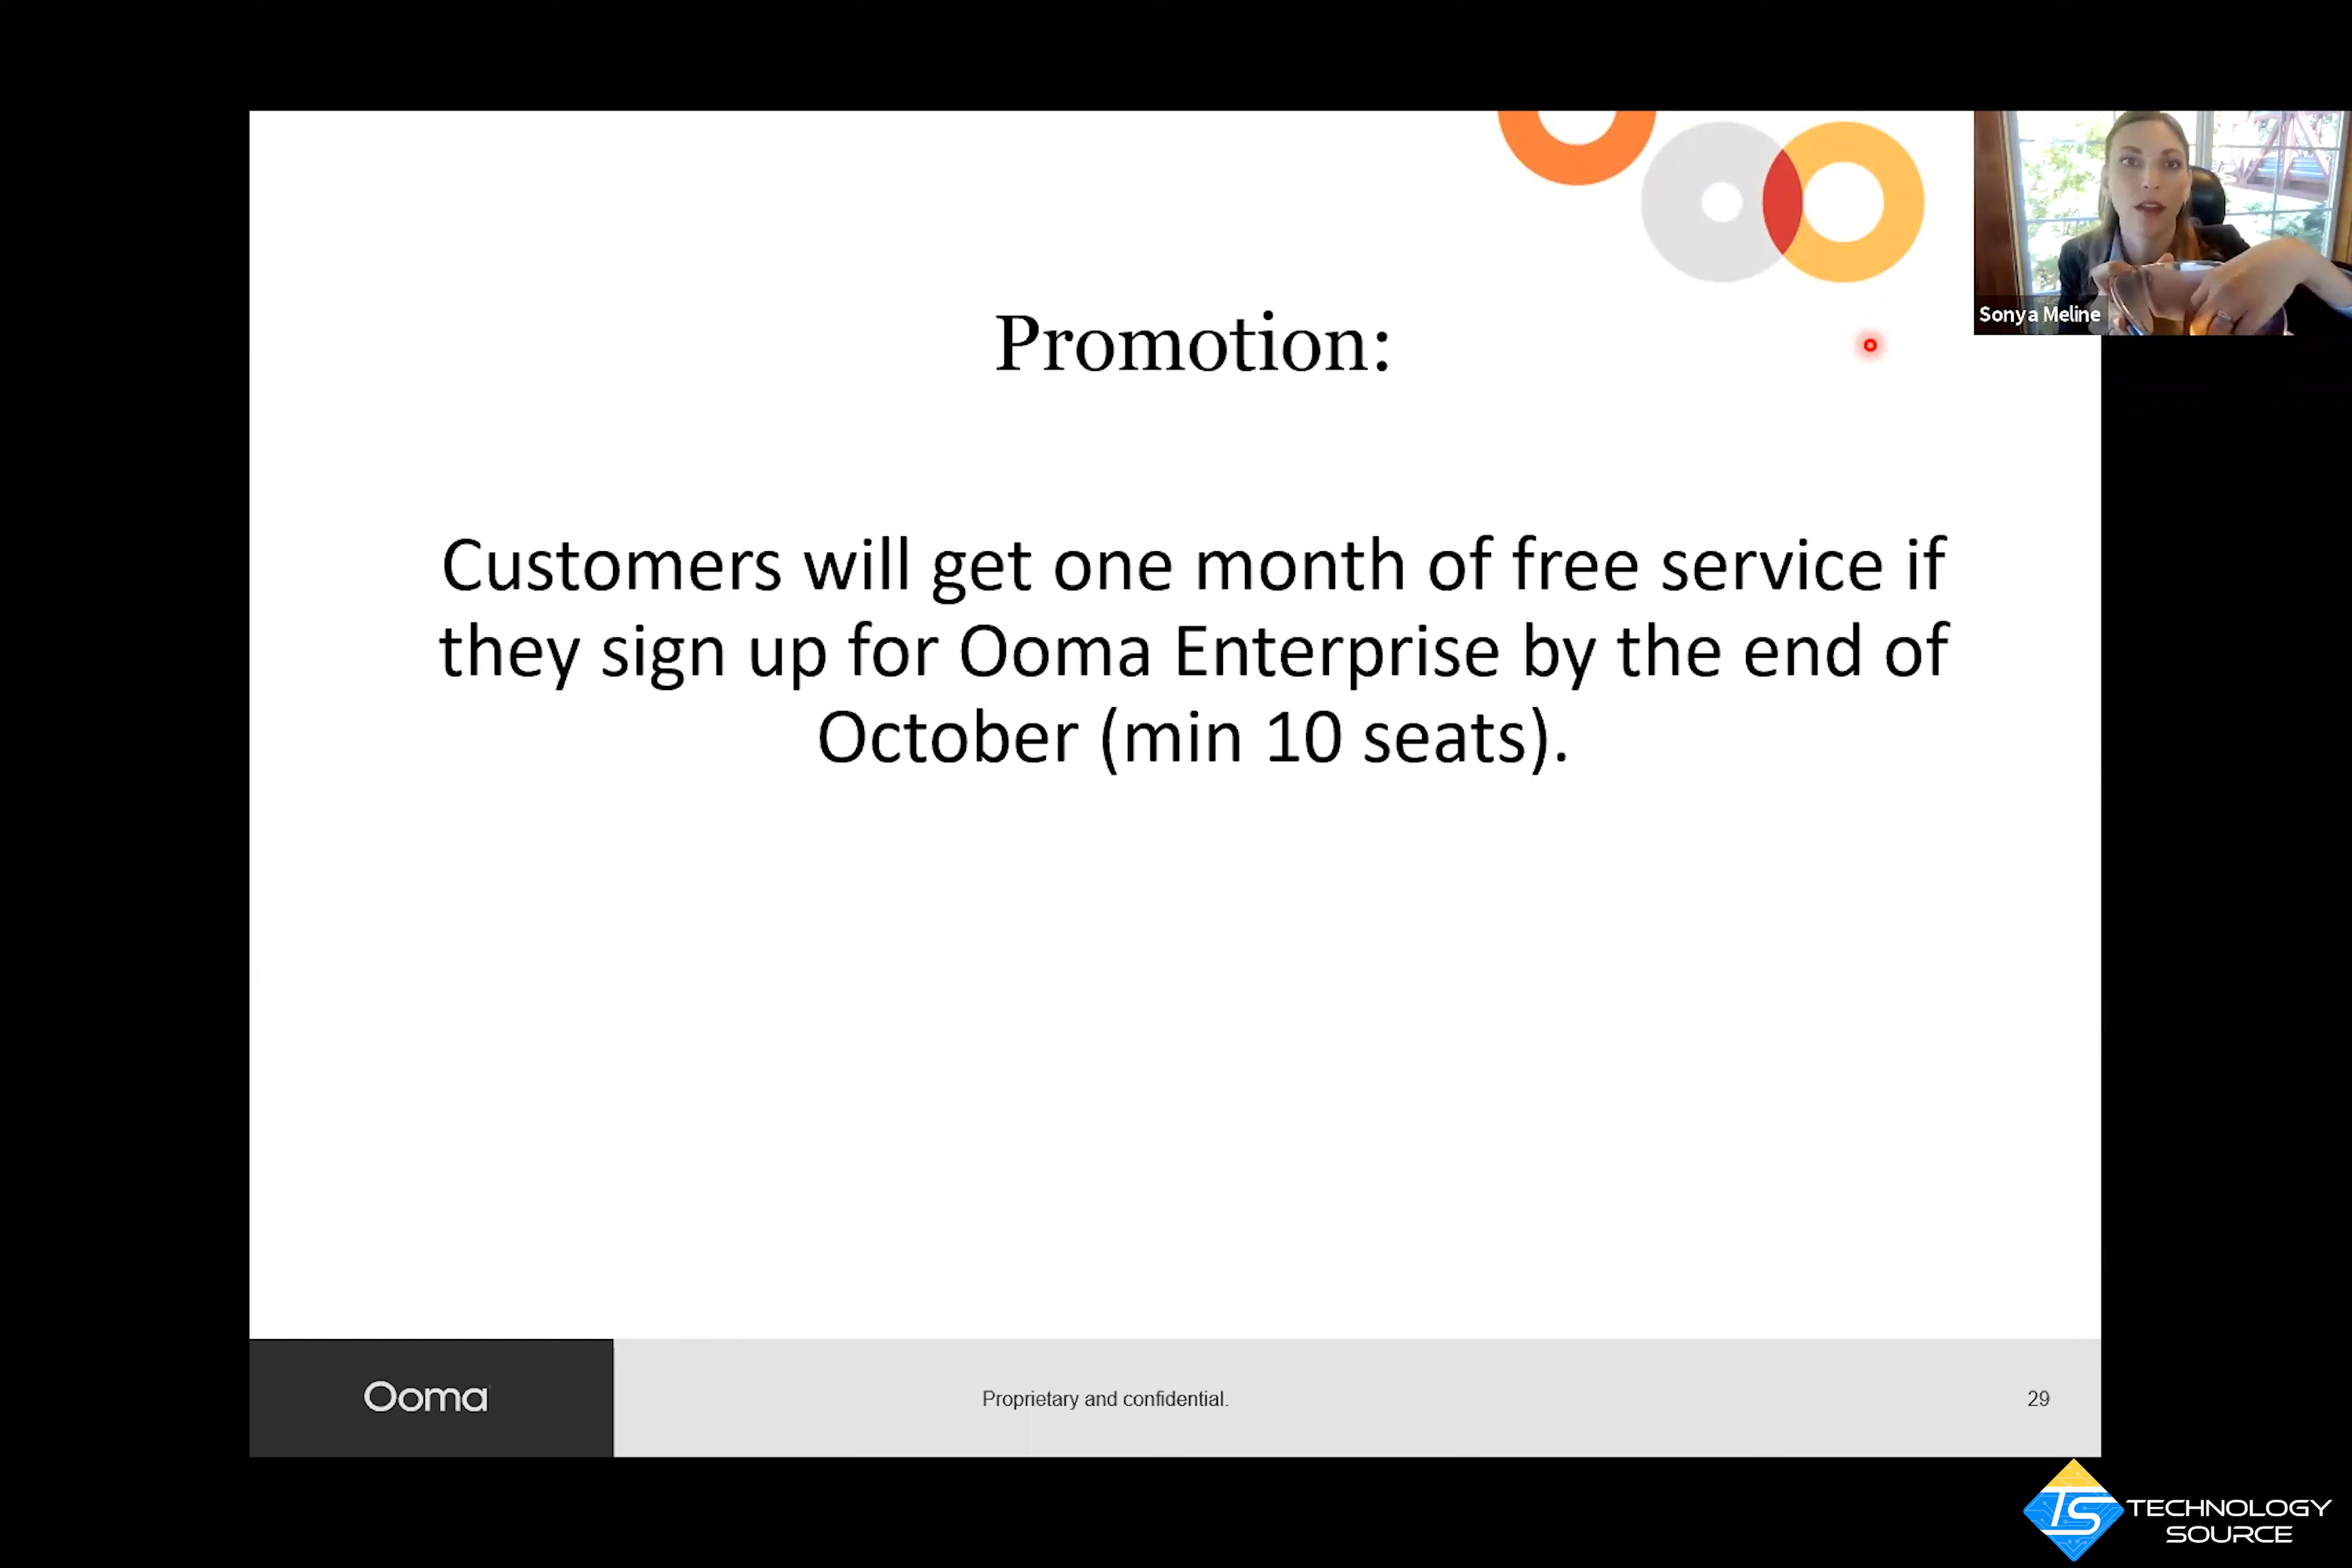 Sonya Meline
Promotion:
Customers will get one month of free service if
they sign up for Ooma Enterprise by the end of
October (min 10 seats).
Ooma
Proprietary and confidential.
29
TS TECHNOLOGY
SOURCE